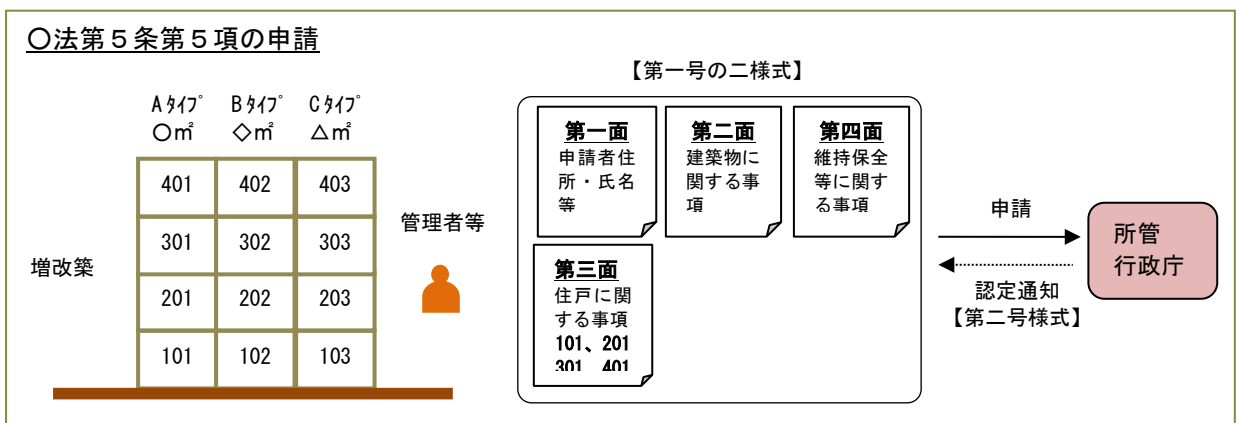 〇法第5条第5項の申請
【第一号の二様式】
Aﾀｲﾌﾟ Bﾀｲﾌﾟ Cﾀｲﾌﾟ
〇㎡ ◇㎡ △㎡
401 402 403
301 302 303
201 202 203
101 102 103
増改築
管理者等
第一面
申請者住
所・氏名
等
第二面
建築物に
関する事
項
第四面
維持保全
等に関す
る事項
第三面
住戸に関
する事項
101、201
301 401
申請
認定通知
【第二号様式】
所管
行政庁